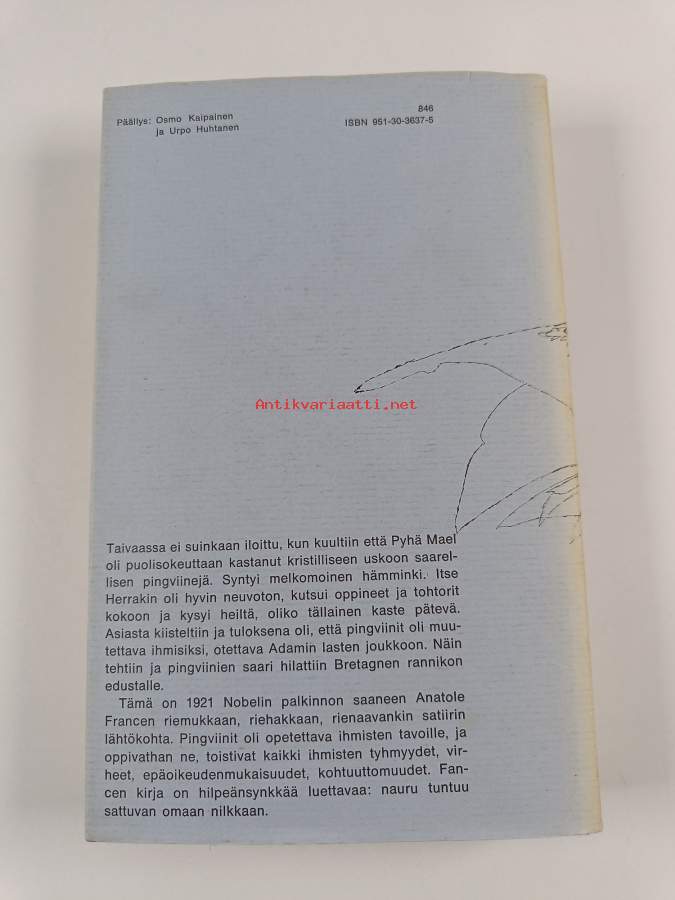 Päällys: Osmo Kaipainen
ja Urpo Huhtanen
846
ISBN 951-30-3637-5
Antikvariaatti.net
Taivaassa ei suinkaan iloittu, kun kuultiin että Pyhä Mael
oli puolisokeuttaan kastanut kristilliseen uskoon saarel-
lisen pingviinejä. Syntyi melkomoinen hämminki. Itse
Herrakin oli hyvin neuvoton, kutsui oppineet ja tohtorit
kokoon ja kysyi heiltä, oliko tällainen kaste pätevä.
Asiasta kiisteltiin ja tuloksena oli, että pingviinit oli muu-
tettava ihmisiksi, otettava Adamin lasten joukkoon. Näin
tehtiin ja pingviinien saari hilattiin Bretagnen rannikon
edustalle.
Tämä on 1921 Nobelin palkinnon saaneen Anatole
Francen riemukkaan, riehakkaan, rienaavankin satiirin
lähtökohta. Pingviinit oli opetettava ihmisten tavoille, ja
oppivathan ne, toistivat kaikki ihmisten tyhmyydet, vir-
heet, epäoikeudenmukaisuudet, kohtuuttomuudet. Fan-
cen kirja on hilpeänsynkkää luettavaa: nauru tuntuu
sattuvan omaan nilkkaan.